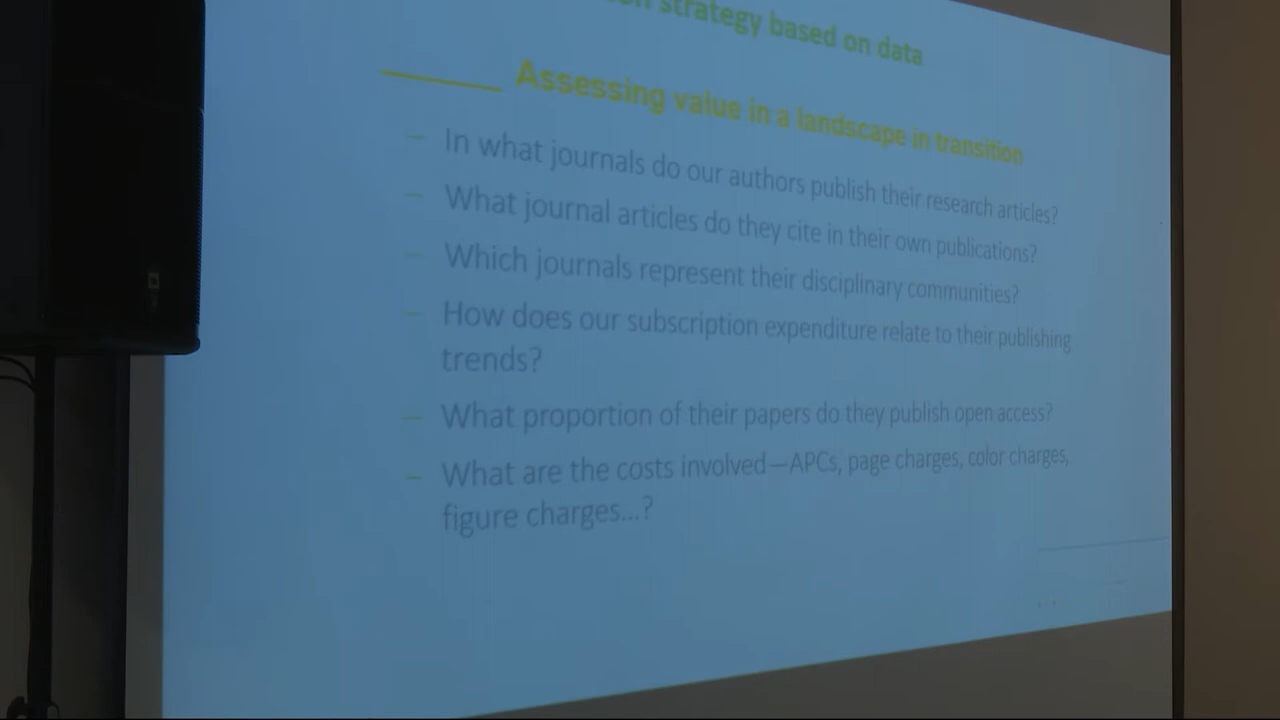 strategy based on data
Assessing value in a landscape in transition
– In what journals do our authors publish their research articles?
– What journal articles do they cite in their own publications?
– Which journals represent their disciplinary communities?
– How does our subscription expenditure relate to their publishing
trends?
– What proportion of their papers do they publish open access?
– What are the costs involved—APCs, page charges, color charges,
figure charges...?